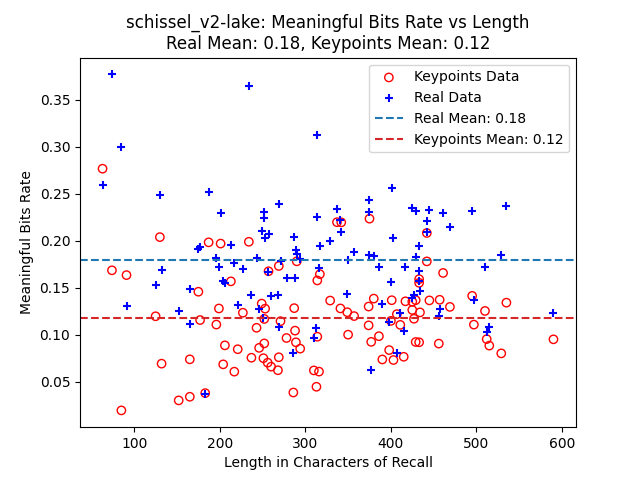 schissel_v2-lake: Meaningful Bits Rate vs Length
Real Mean: 0.18, Keypoints Mean: 0.12
Keypoints Data
Real Data
Real Mean: 0.18
Keypoints Mean: 0.12
Meaningful Bits Rate
0.35
0.30
0.25
0.20
0.15
0.10
0.05
100 200 300 400 500 600
Length in Characters of Recall